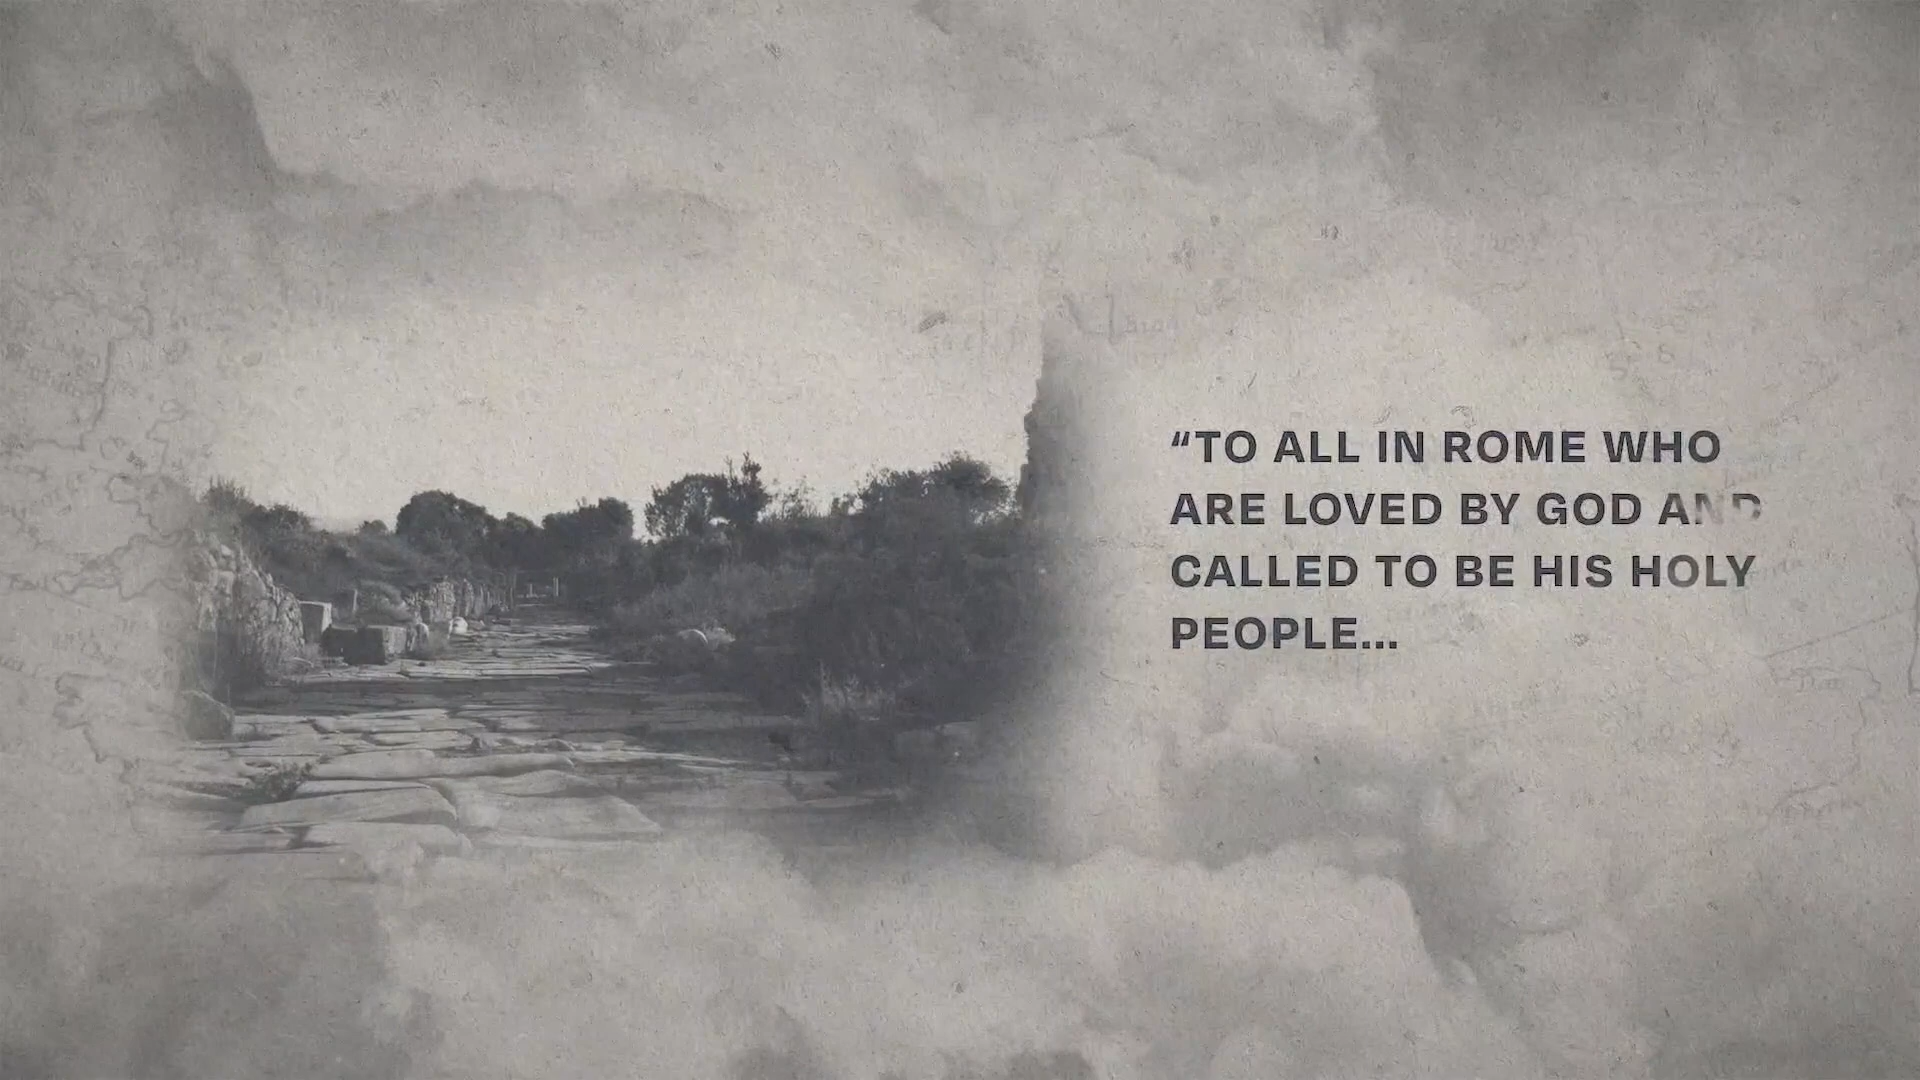 “TO ALL IN ROME WHO
ARE LOVED BY GOD AND
CALLED TO BE HIS HOLY
PEOPLE...